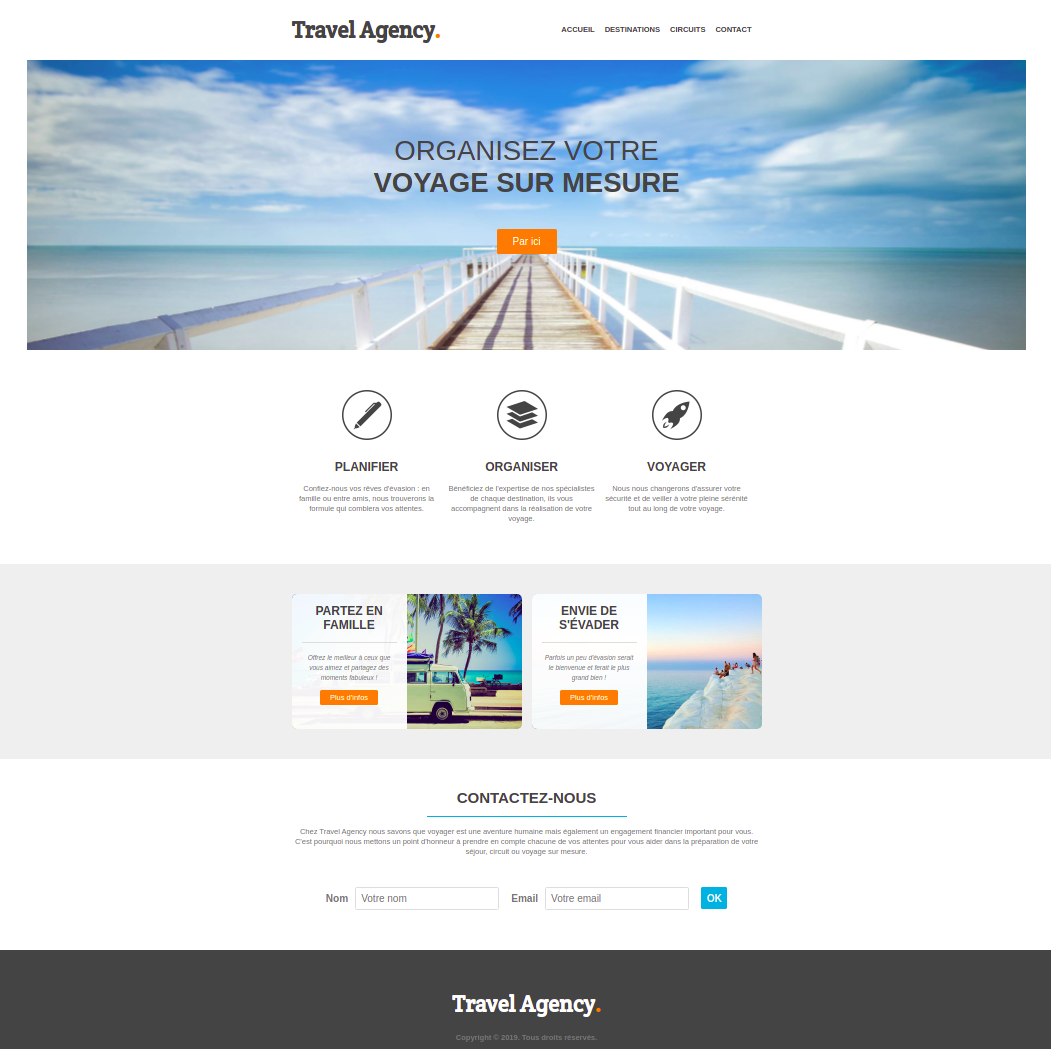 Travel Agency.
ACCUEIL DESTINATIONS CIRCUITS CONTACT
ORGANISEZ VOTRE
VOYAGE SUR MESURE
Par ici
PLANIFIER
Confiez-nous vos rêves d'évasion : en
famille ou entre amis, nous trouverons la
formule qui comblera vos attentes.
ORGANISER
Bénéficiez de l'expertise de nos spécialistes
de chaque destination, ils vous
accompagnent dans la réalisation de votre
voyage.
VOYAGER
Nous nous changerons d'assurer votre
sécurité et de veiller à votre pleine sérénité
tout au long de votre voyage.
PARTEZ EN
FAMILLE
Offrez le meilleur à ceux que
vous aimez et partagez des
moments fabuleux !
Plus d'infos
ENVIE DE
S'ÉVADER
Parfois un peu d'évasion serait
le bienvenue et ferait le plus
grand bien !
Plus d'infos
CONTACTEZ-NOUS
Chez Travel Agency nous savons que voyager est une aventure humaine mais également un engagement financier important pour vous.
C'est pourquoi nous mettons un point d'honneur à prendre en compte chacune de vos attentes pour vous aider dans la préparation de votre
séjour, circuit ou voyage sur mesure.
Nom Votre nom Email Votre email OK
Travel Agency.
Copyright © 2019. Tous droits réservés.